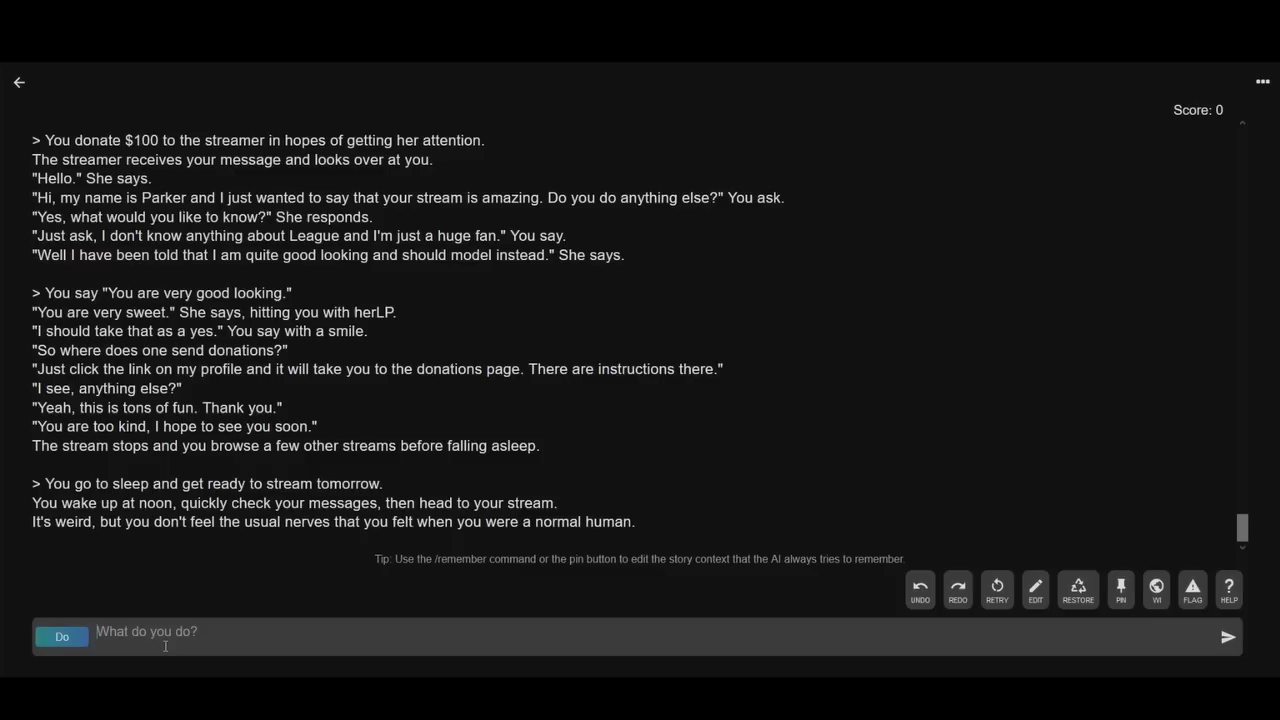 Score: 0
> You donate $100 to the streamer in hopes of getting her attention.
The streamer receives your message and looks over at you.
"Hello." She says.
"Hi, my name is Parker and I just wanted to say that your stream is amazing. Do you do anything else?" You ask.
"Yes, what would you like to know?" She responds.
"Just ask, I don't know anything about League and I'm just a huge fan." You say.
"Well I have been told that I am quite good looking and should model instead." She says.
> You say "You are very good looking."
"You are very sweet." She says, hitting you with herLP.
"I should take that as a yes." You say with a smile.
"So where does one send donations?"
"Just click the link on my profile and it will take you to the donations page. There are instructions there."
"I see, anything else?"
"Yeah, this is tons of fun. Thank you."
"You are too kind, I hope to see you soon."
The stream stops and you browse a few other streams before falling asleep.
> You go to sleep and get ready to stream tomorrow.
You wake up at noon, quickly check your messages, then head to your stream.
It's weird, but you don't feel the usual nerves that you felt when you were a normal human.
Tip: Use the /remember command or the pin button to edit the story context that the AI always tries to remember.
UNDO REDO RETRY EDIT RESTORE PIN WI FLAG HELP
Do What do you do?